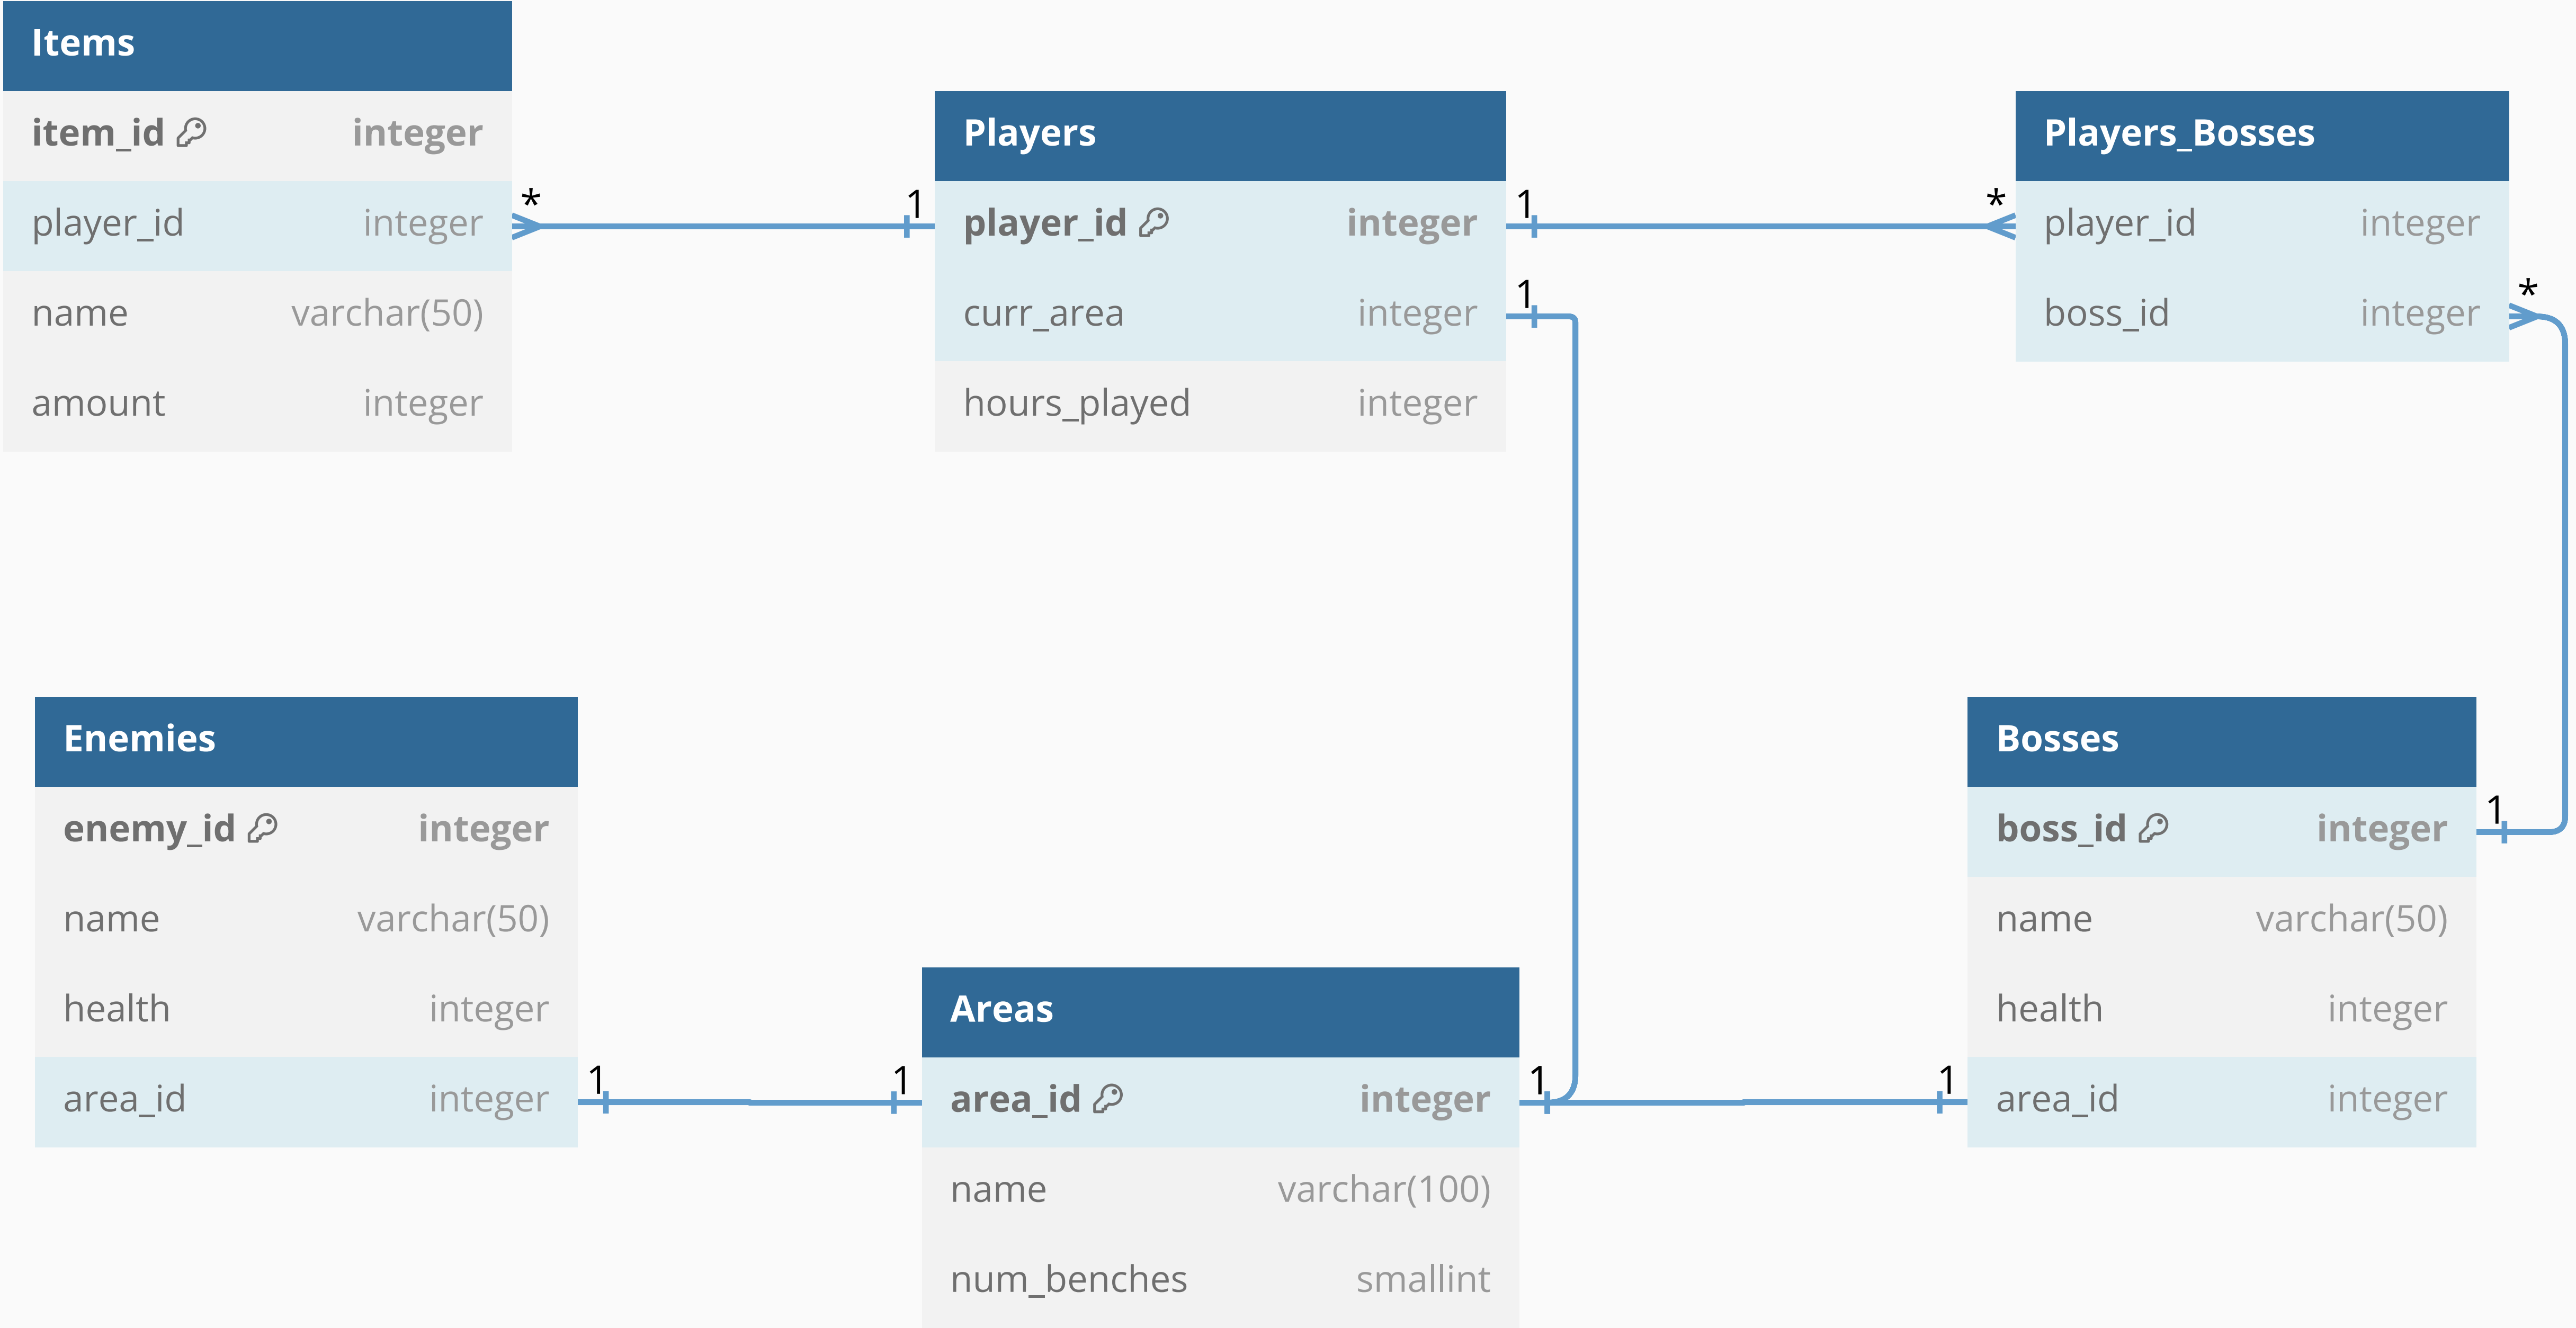 Items
item_id integer
player_id integer
name varchar(50)
amount integer
* 1
Players
player_id integer
curr_area integer
hours_played integer
1 *
1
Players_Bosses
player_id integer
boss_id integer
*
Enemies
enemy_id integer
name varchar(50)
health integer
area_id integer
1 1
Areas
area_id integer
name varchar(100)
num_benches smallint
1 1
Bosses
boss_id integer
name varchar(50)
health integer
area_id integer
1